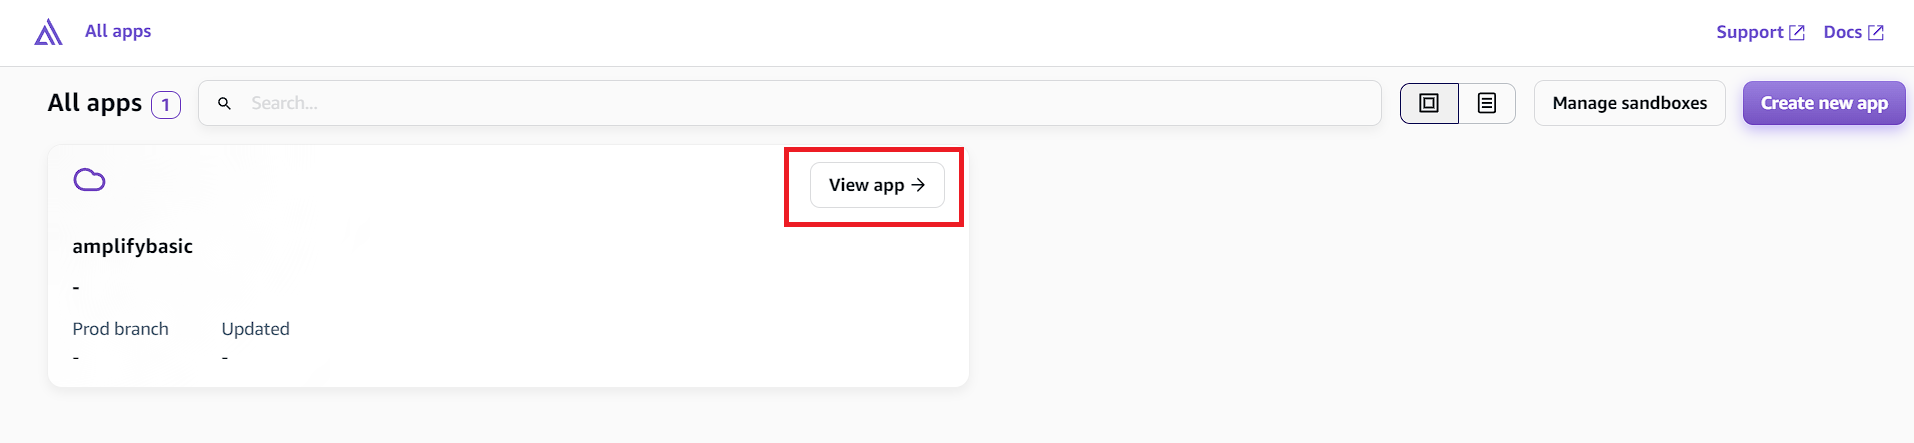 All apps
Support Docs
All apps 1 Search... Manage sandboxes Create new app
View app →
amplifybasic
-
Prod branch Updated
- -